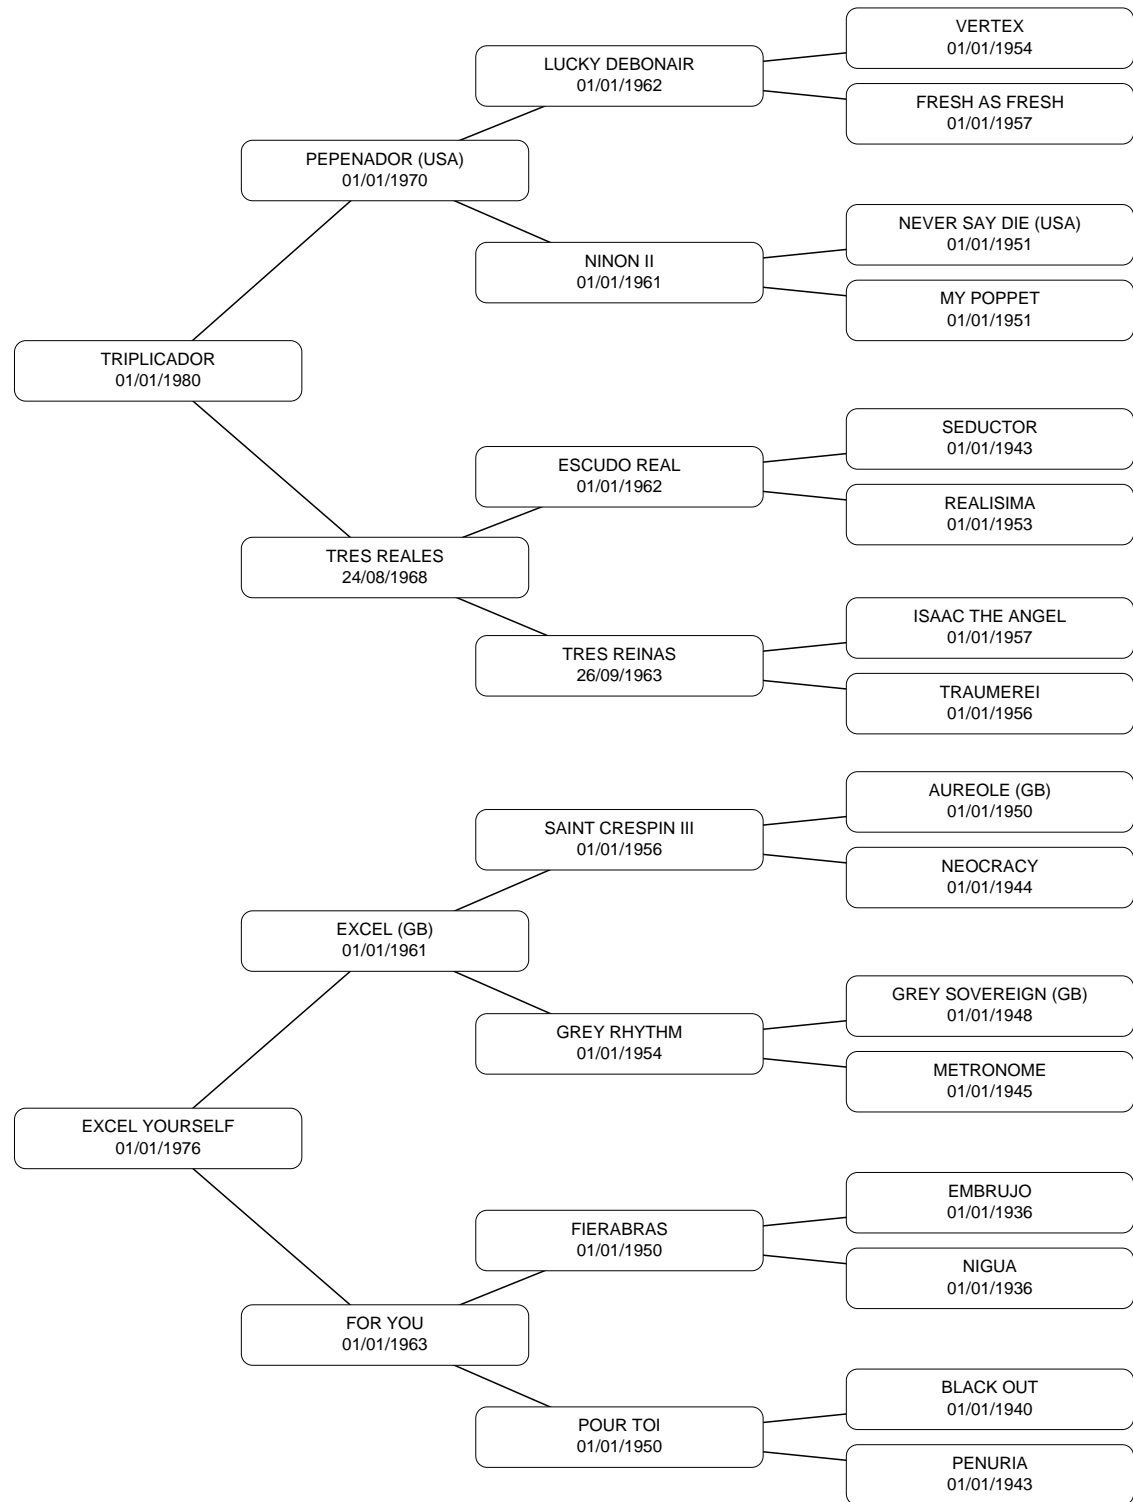 VERTEX
01/01/1954
LUCKY DEBONAIR
01/01/1962
FRESH AS FRESH
01/01/1957
PEPENADOR (USA)
01/01/1970
NEVER SAY DIE (USA)
01/01/1951
NINON II
01/01/1961
MY POPPET
01/01/1951
TRIPLICADOR
01/01/1980
SEDUCTOR
01/01/1943
ESCUDO REAL
01/01/1962
REALISIMA
01/01/1953
TRES REALES
24/08/1968
ISAAC THE ANGEL
01/01/1957
TRES REINAS
26/09/1963
TRAUMEREI
01/01/1956
AUREOLE (GB)
01/01/1950
SAINT CRESPIN III
01/01/1956
NEOCRACY
01/01/1944
EXCEL (GB)
01/01/1961
GREY SOVEREIGN (GB)
01/01/1948
GREY RHYTHM
01/01/1954
METRONOME
01/01/1945
EXCEL YOURSELF
01/01/1976
EMBRUJO
01/01/1936
FIERABRAS
01/01/1950
NIGUA
01/01/1936
FOR YOU
01/01/1963
BLACK OUT
01/01/1940
POUR TOI
01/01/1950
PENURIA
01/01/1943